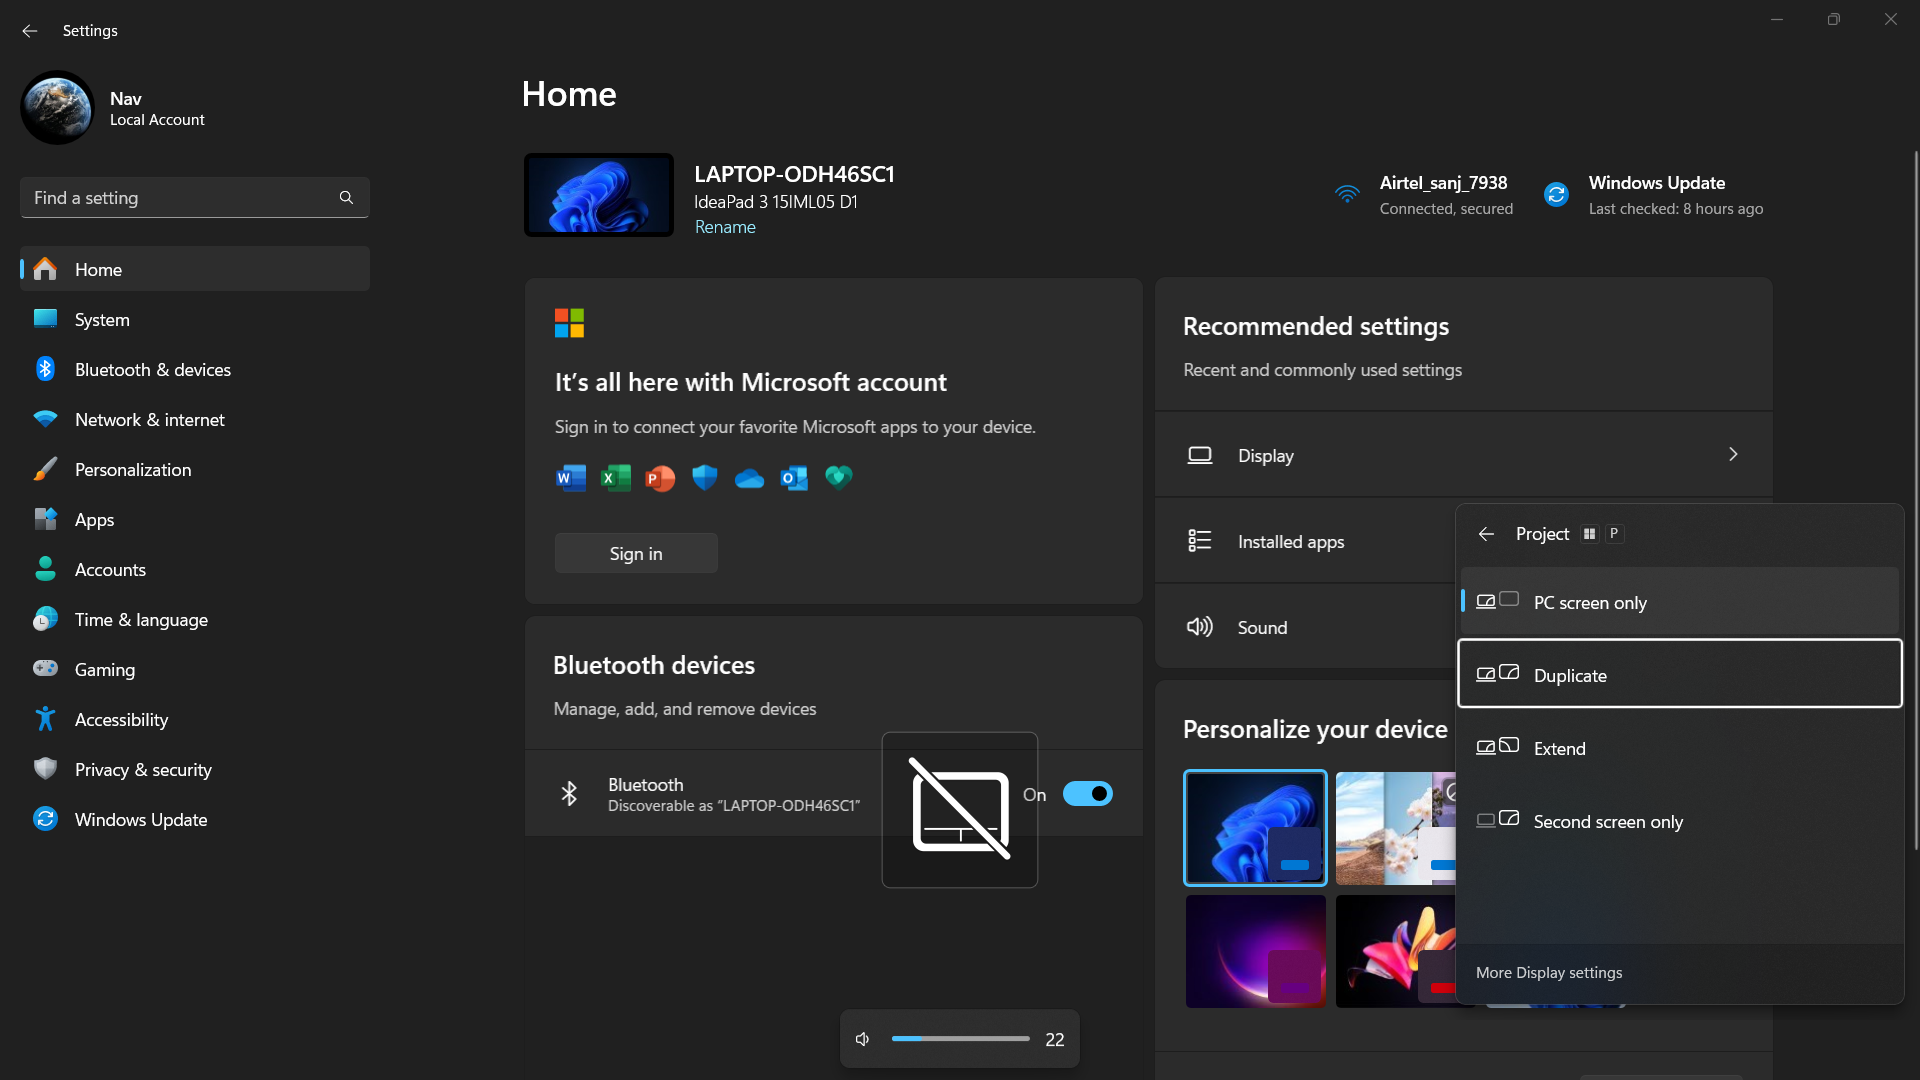 Settings
Nav
Local Account
Find a setting
Home
System
Bluetooth & devices
Network & internet
Personalization
Apps
Accounts
Time & language
Gaming
Accessibility
Privacy & security
Windows Update
Home
LAPTOP-ODH46SC1
IdeaPad 3 15IML05 D1
Rename
Airtel_sanj_7938
Connected, secured
Windows Update
Last checked: 8 hours ago
It's all here with Microsoft account
Sign in to connect your favorite Microsoft apps to your device.
Sign in
Bluetooth devices
Manage, add, and remove devices
Bluetooth
Discoverable as “LAPTOP-ODH46SC1”
On
22
Recommended settings
Recent and commonly used settings
Display
Installed apps
Sound
Personalize your device
Project P
PC screen only
Duplicate
Extend
Second screen only
More Display settings